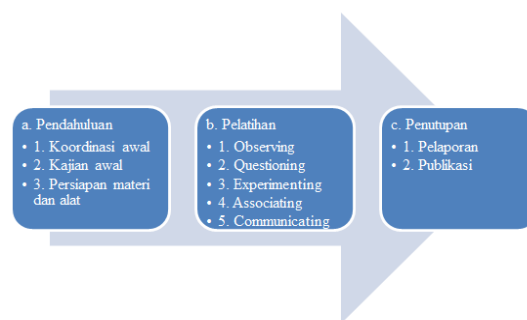 a. Pendahuluan
• 1. Koordinasi awal
• 2. Kajian awal
• 3. Persiapan materi
dan alat
b. Pelatihan
• 1. Observing
• 2. Questioning
• 3. Experimenting
• 4. Associating
• 5. Communicating
c. Penutupan
• 1. Pelaporan
• 2. Publikasi